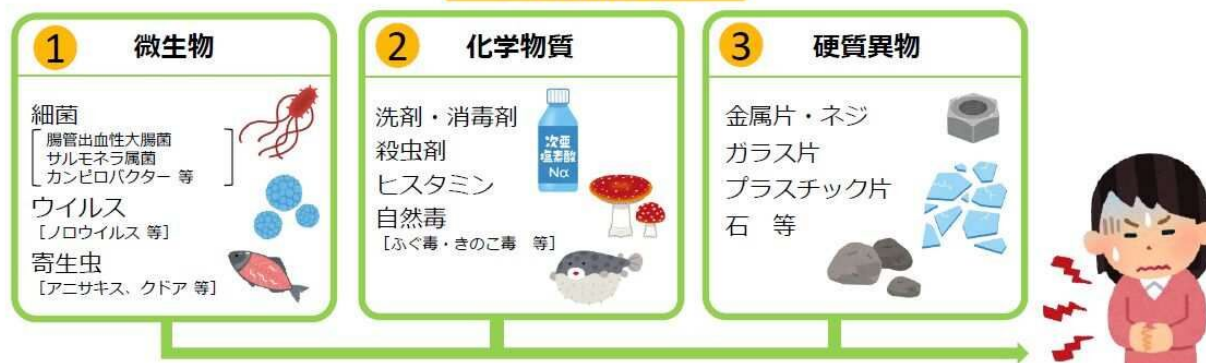 1 微生物
細菌
腸管出血性大腸菌
サルモネラ属菌
カンピロバクター 等
ウイルス
[ノロウイルス 等]
寄生虫
[アニサキス、クドア 等]
2 化学物質
洗剤・消毒剤
殺虫剤
ヒスタミン
自然毒
[ふぐ毒・きのこ毒 等]
次亜
塩素酸
Nα
3 硬質異物
金属片・ネジ
ガラス片
プラスチック片
石 等